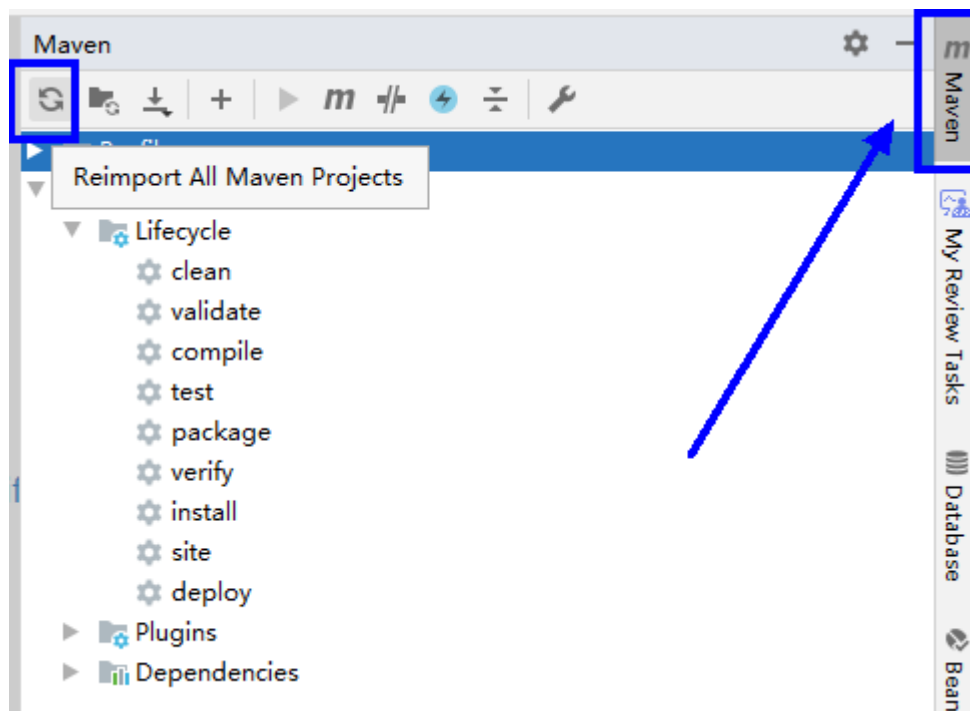 Maven
m
Reimport All Maven Projects
Lifecycle
clean
validate
compile
test
package
verify
install
site
deploy
Plugins
Dependencies
m
Maven
My Review Tasks
Database
Bean